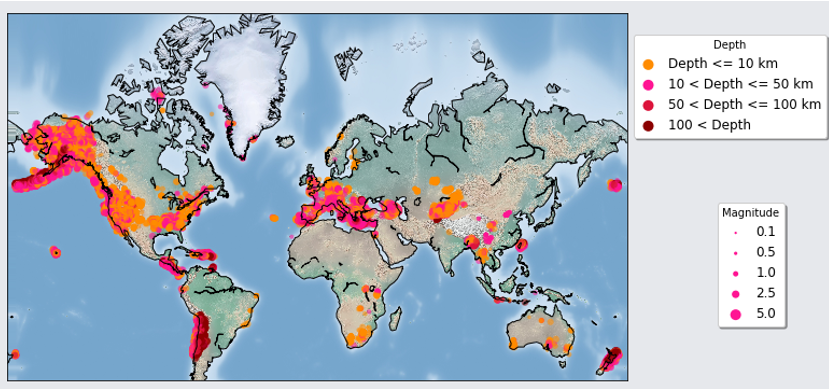 Depth
Depth <= 10 km
10 < Depth <= 50 km
50 < Depth <= 100 km
100 < Depth
Magnitude
0.1
0.5
1.0
2.5
5.0